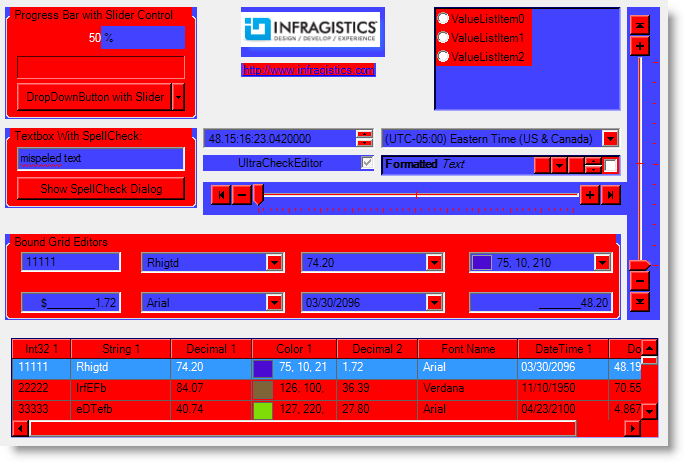 Progress Bar with Slider Control
50 %
DropDownButton with Slider
INFRAGISTICS
DESIGN / DEVELOP / EXPERIENCE
http://www.infragistics.com
ValueListItem0
ValueListItem1
ValueListItem2
Textbox With SpellCheck:
mispeled text
Show SpellCheck Dialog
48.15:16:23.0420000
(UTC-05:00) Eastern Time (US & Canada)
UltraCheckEditor
Formatted Text
Bound Grid Editors
11111 Rhigtd 74.20 75, 10, 210
$________1.72 Arial 03/30/2096 ______48.20
Int32 1 String 1 Decimal 1 Color 1 Decimal 2 Font Name DateTime 1 Do
11111 Rhigtd 74.20 75, 10, 21 1.72 Arial 03/30/2096 48.19
22222 IrfEFb 84.07 126, 100, 36.39 Verdana 11/10/1950 70.55
33333 eDTefb 40.74 127, 220, 27.80 Arial 04/23/2100 4.867